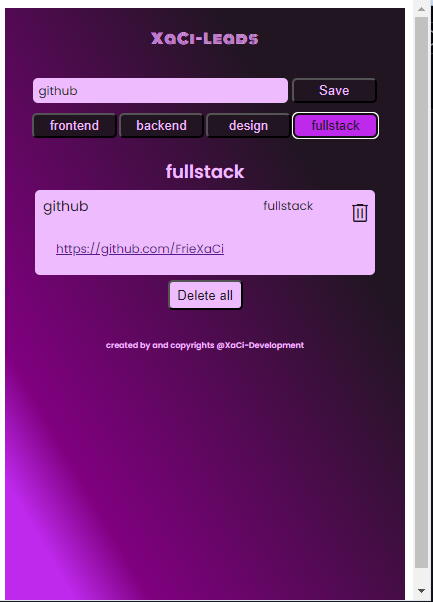 XaCi-Leads
github Save
frontend backend design fullstack
fullstack
github fullstack
https://github.com/FrieXaCi
Delete all
created by and copyrights @XaCi-Development